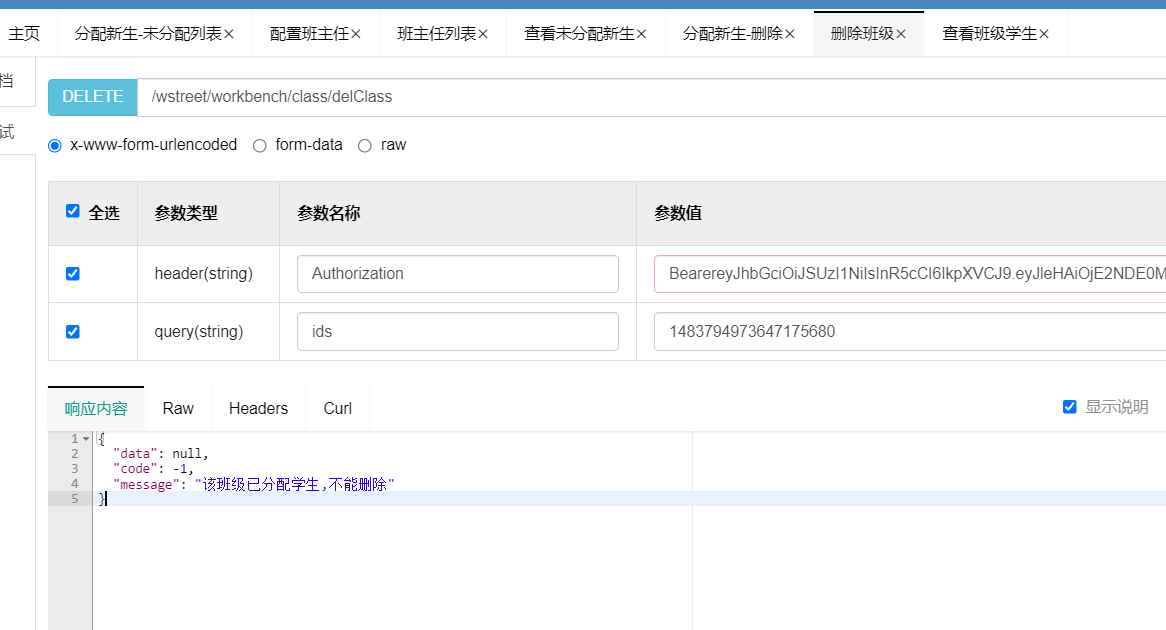 主页 分配新生-未分配列表× 配置班主任× 班主任列表× 查看未分配新生× 分配新生-删除× 删除班级× 查看班级学生×
档
DELETE /wstreet/workbench/class/delClass
试
x-www-form-urlencoded form-data raw
全选 参数类型 参数名称 参数值
header(string) Authorization BearereyJhbGciOiJSUzI1NiIsInR5cCI6IkpXVCJ9.eyJleHAiOjE2NDE0M
query(string) ids 1483794973647175680
响应内容 Raw Headers Curl 显示说明
1 {
2 "data": null,
3 "code": -1,
4 "message": "该班级已分配学生,不能删除"
5 }